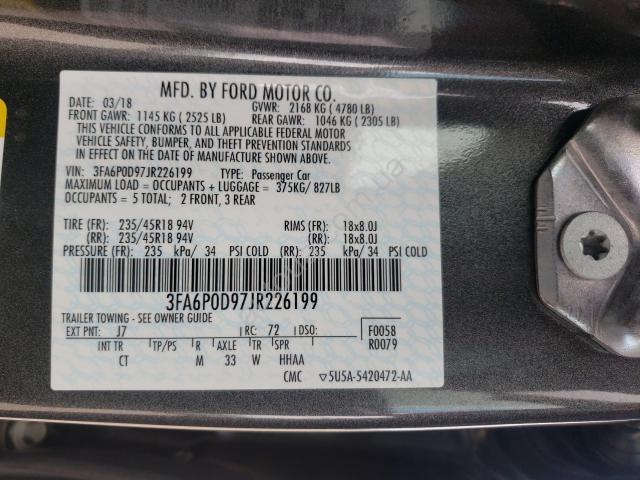 MFD. BY FORD MOTOR CO.
DATE: 03/18 GVWR: 2168 KG ( 4780 LB)
FRONT GAWR: 1145 KG ( 2525 LB) REAR GAWR: 1046 KG ( 2305 LB)
THIS VEHICLE CONFORMS TO ALL APPLICABLE FEDERAL MOTOR
VEHICLE SAFETY, BUMPER, AND THEFT PREVENTION STANDARDS
IN EFFECT ON THE DATE OF MANUFACTURE SHOWN ABOVE.
VIN: 3FA6P0D97JR226199 TYPE: Passenger Car
MAXIMUM LOAD = OCCUPANTS + LUGGAGE = 375KG/ 827LB
OCCUPANTS = 5 TOTAL; 2 FRONT, 3 REAR
TIRE (FR): 235/45R18 94V RIMS (FR): 18x8.0J
(RR): 235/45R18 94V (RR): 18x8.0J
PRESSURE (FR): 235 kPa/ 34 PSI COLD (RR): 235 kPa/ 34 PSI COLD
3FA6P0D97JR226199
TRAILER TOWING - SEE OWNER GUIDE
EXT PNT: J7 RC: 72 DSO: F0058
INT TR TP/PS R AXLE TR SPR R0079
CT M 33 W HHAA
CMC ▽5U5A-5420472-AA